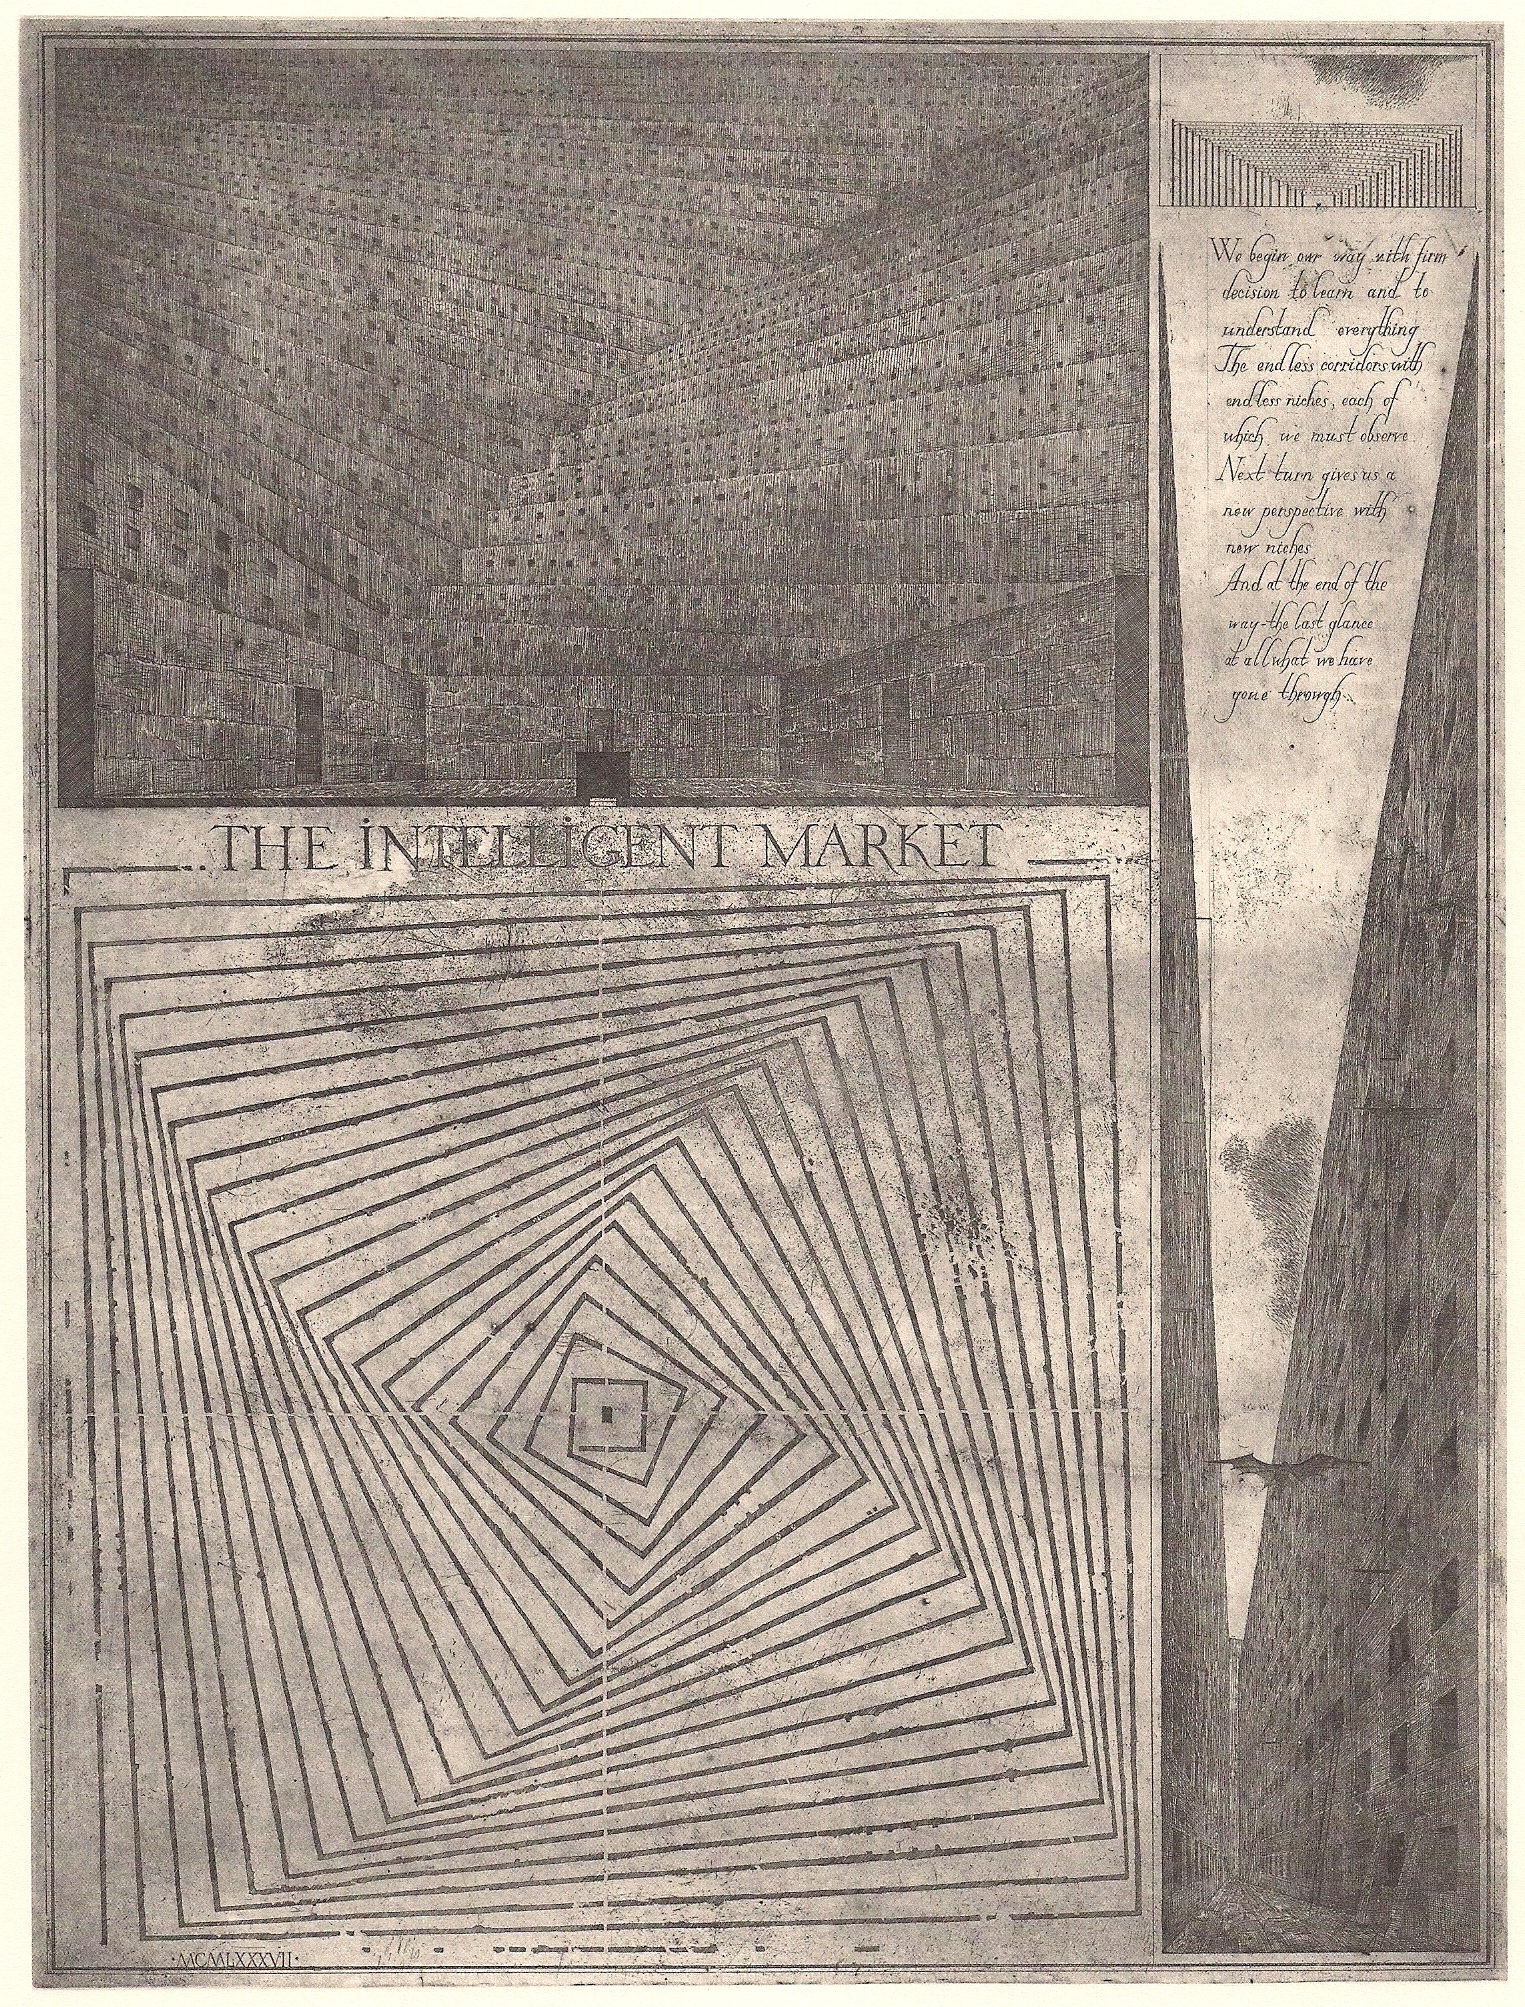 We begin our way with firm
decision to learn and to
understand everything
The endless corridors with
endless niches, each of
which we must observe
Next turn gives us a
new perspective with
new niches
And at the end of the
way-the last glance
at all what we have
gone through..
THE INTELLIGENT MARKET
·MCMLXXXVII·